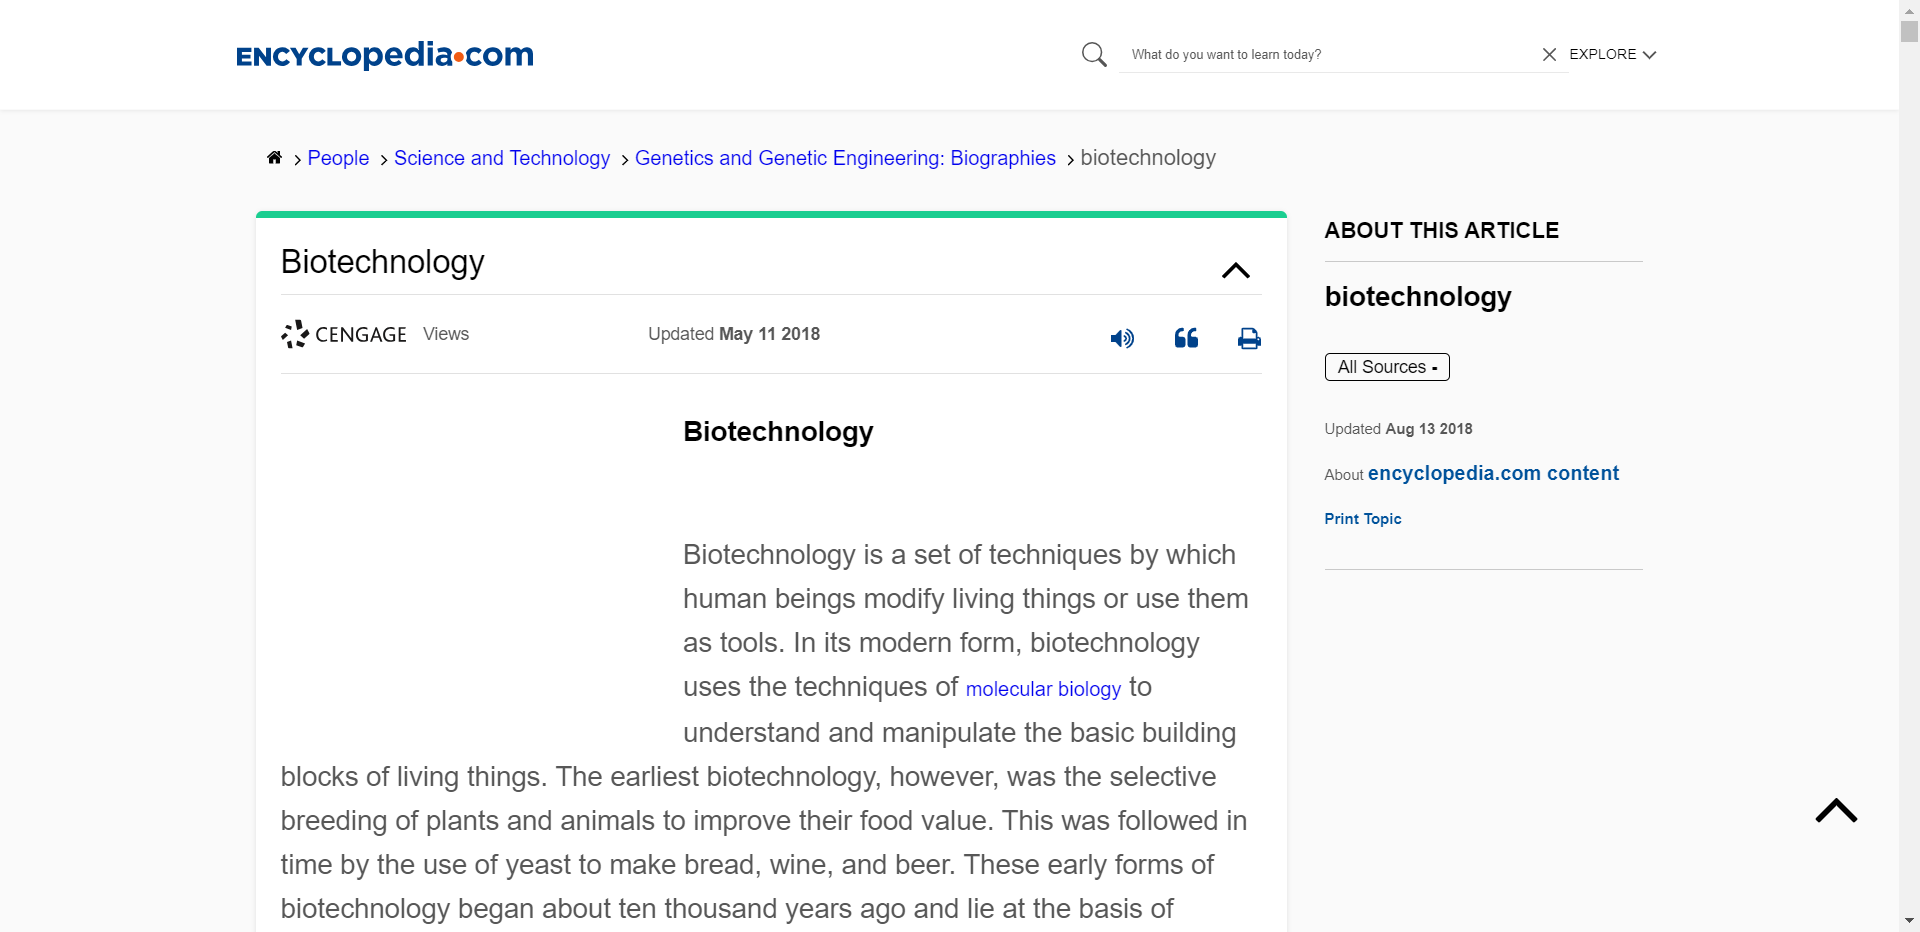 ENCYCLopedia.com
What do you want to learn today?
EXPLORE
People
Science and Technology
Genetics and Genetic Engineering: Biographies
biotechnology
Biotechnology
CENGAGE
Views
Updated May 11 2018
Biotechnology
Biotechnology is a set of techniques by which
human beings modify living things or use them
as tools. In its modern form, biotechnology
uses the techniques of molecular biology to
understand and manipulate the basic building
blocks of living things. The earliest biotechnology, however, was the selective
breeding of plants and animals to improve their food value. This was followed in
time by the use of yeast to make bread, wine, and beer. These early forms of
biotechnology began about ten thousand years ago and lie at the basis of
ABOUT THIS ARTICLE
biotechnology
All Sources -
Updated Aug 13 2018
About encyclopedia.com content
Print Topic